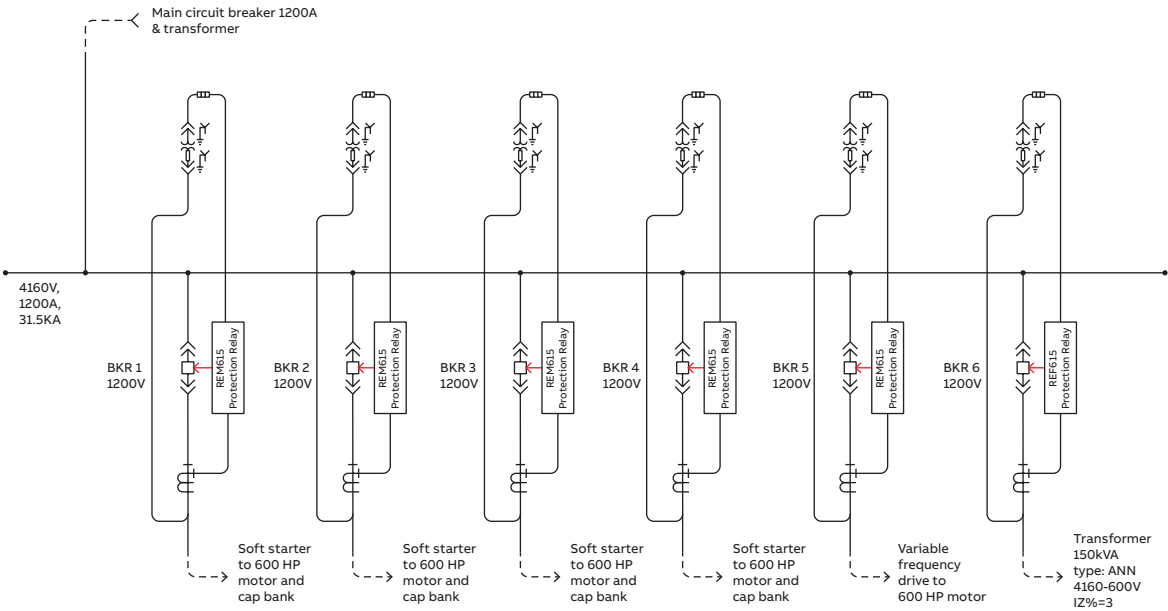 Main circuit breaker 1200A
& transformer
4160V,
1200A,
31.5KA
BKR 1
1200V
REM615
Protection Relay
BKR 2
1200V
REM615
Protection Relay
BKR 3
1200V
REM615
Protection Relay
BKR 4
1200V
REM615
Protection Relay
BKR 5
1200V
REM615
Protection Relay
BKR 6
1200V
REF615
Protection Relay
Soft starter
to 600 HP
motor and
cap bank
Soft starter
to 600 HP
motor and
cap bank
Soft starter
to 600 HP
motor and
cap bank
Soft starter
to 600 HP
motor and
cap bank
Variable
frequency
drive to
600 HP motor
Transformer
150kVA
type: ANN
4160-600V
IZ%=3